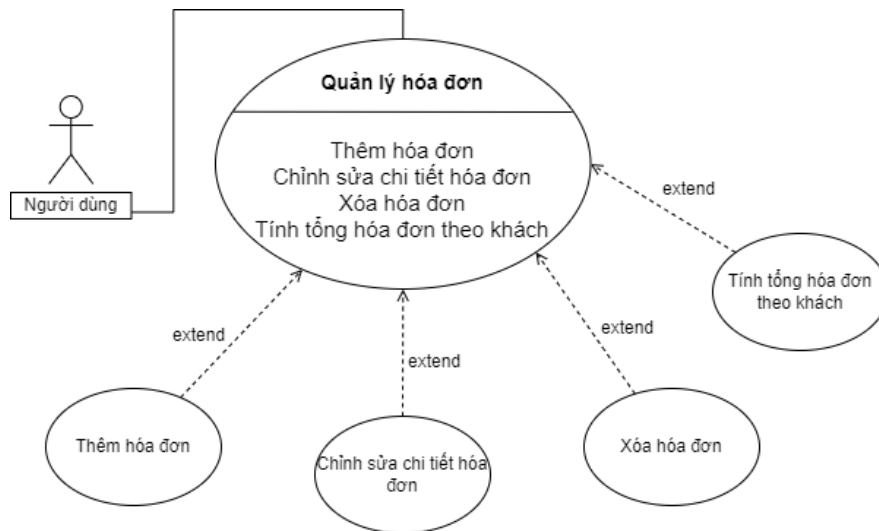 Quản lý hóa đơn
Thêm hóa đơn
Chỉnh sửa chi tiết hóa đơn
Xóa hóa đơn
Tính tổng hóa đơn theo khách
Người dùng
extend
Tính tổng hóa đơn
theo khách
extend
extend
extend
Thêm hóa đơn
Chỉnh sửa chi tiết hóa
đơn
Xóa hóa đơn